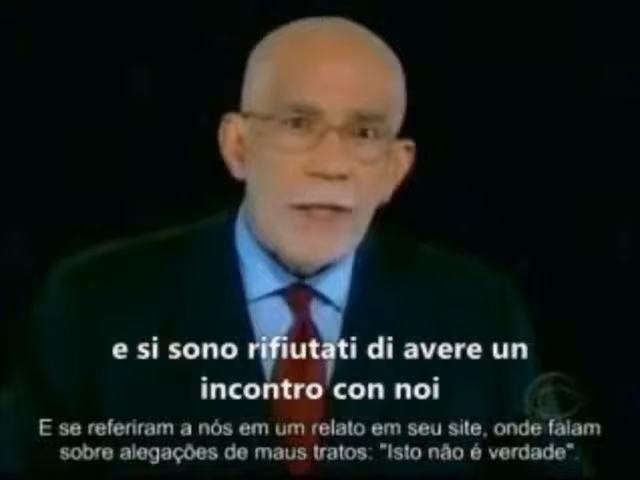 e si sono rifiutati di avere un
incontro con noi
E se referiram a nós em um relato em seu site, onde falam
sobre alegações de maus tratos: "Isto não é verdade".